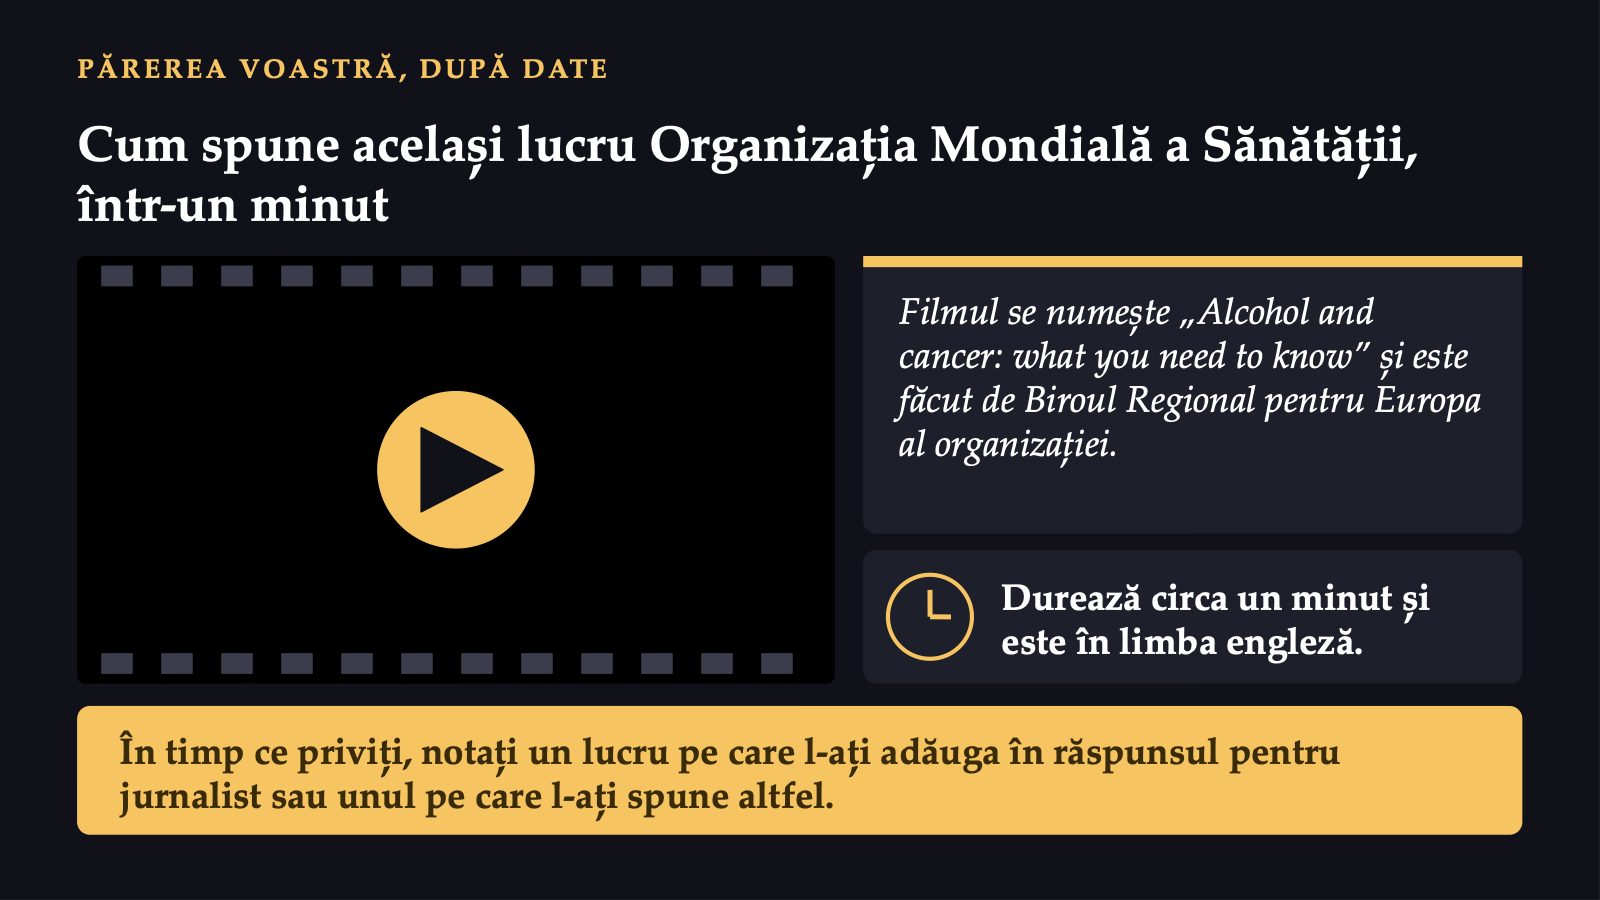 PĂREREA VOASTRĂ, DUPĂ DATE
Cum spune același lucru Organizația Mondială a Sănătății,
într-un minut
Filmul se numește „Alcohol and
cancer: what you need to know” și este
făcut de Biroul Regional pentru Europa
al organizației.
Durează circa un minut și
este în limba engleză.
În timp ce priviți, notați un lucru pe care l-ați adăuga în răspunsul pentru
jurnalist sau unul pe care l-ați spune altfel.